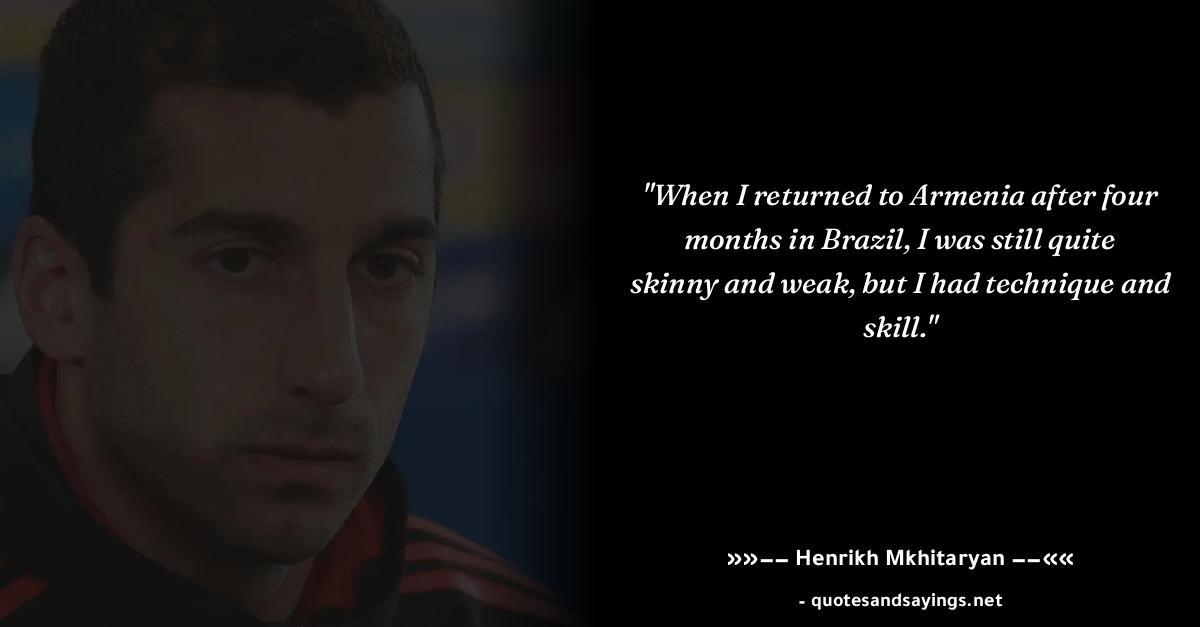 "When I returned to Armenia after four
months in Brazil, I was still quite
skinny and weak, but I had technique and
skill."
»»–– Henrikh Mkhitaryan ––««
- quotesandsayings.net